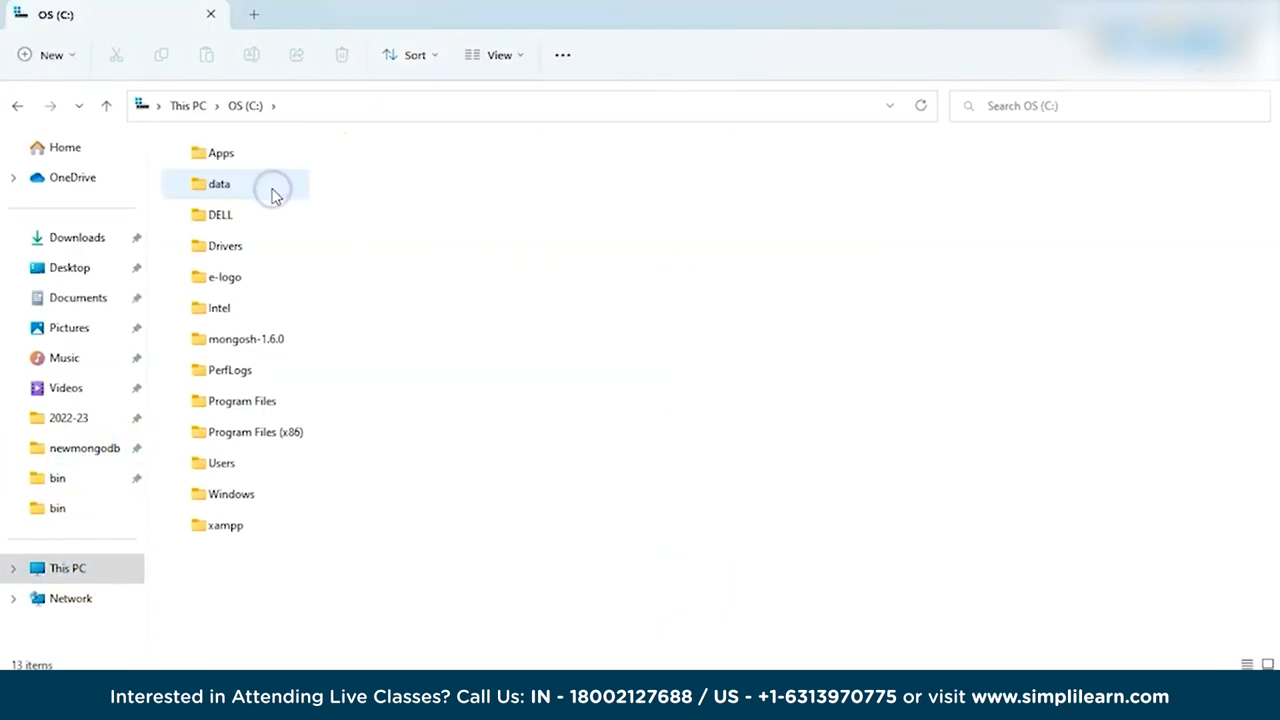 OS (C:)
New
Sort
View
This PC > OS (C:) >
Search OS (C:)
Home
OneDrive
Downloads
Desktop
Documents
Pictures
Music
Videos
2022-23
newmongodb
bin
bin
This PC
Network
Apps
data
DELL
Drivers
e-logo
Intel
mongosh-1.6.0
PerfLogs
Program Files
Program Files (x86)
Users
Windows
xampp
13 items
Interested in Attending Live Classes? Call Us: IN - 18002127688 / US - +1-6313970775 or visit www.simplilearn.com